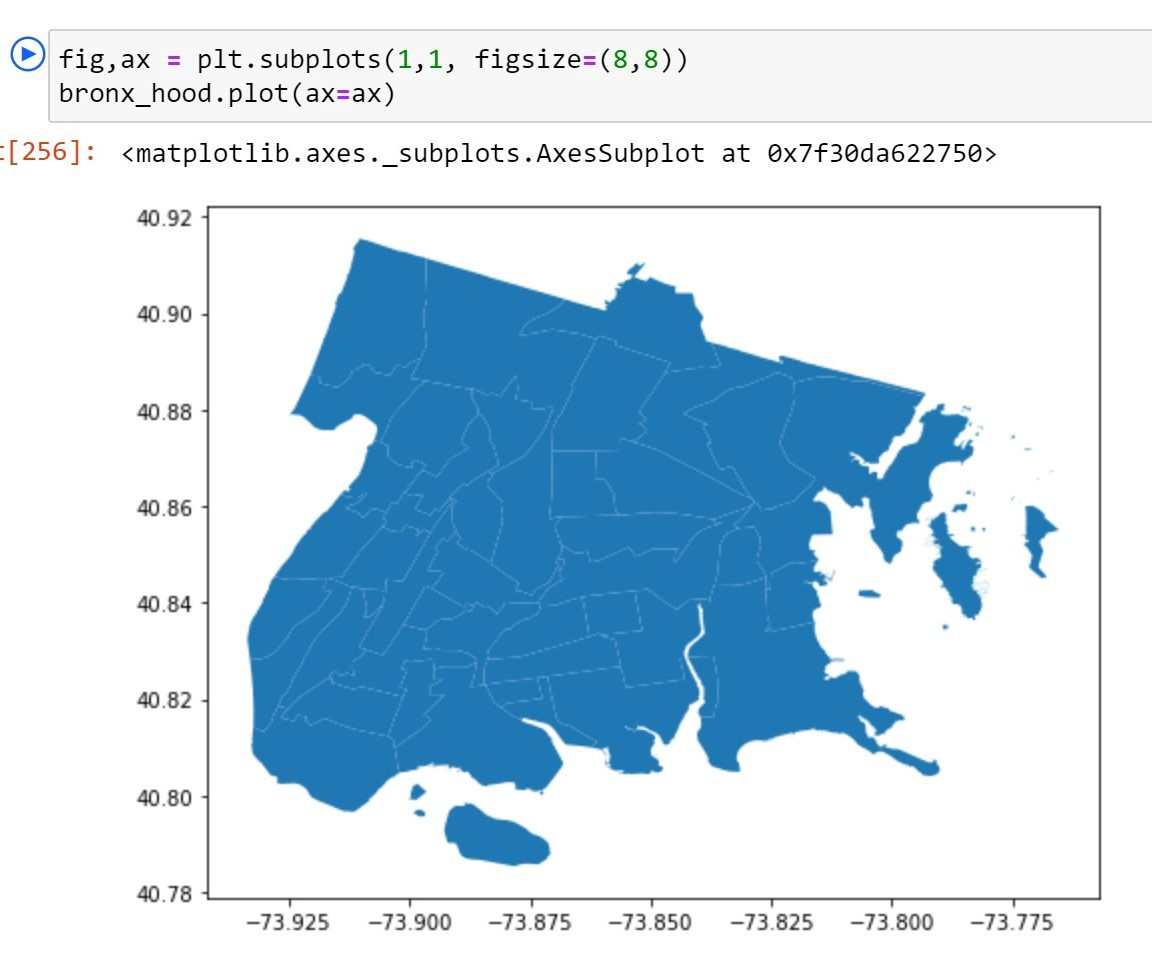 fig,ax = plt.subplots(1,1, figsize=(8,8))
bronx_hood.plot(ax=ax)
t[256]: <matplotlib.axes._subplots.AxesSubplot at 0x7f30da622750>
40.92
40.90
40.88
40.86
40.84
40.82
40.80
40.78
−73.925 −73.900 −73.875 −73.850 −73.825 −73.800 −73.775